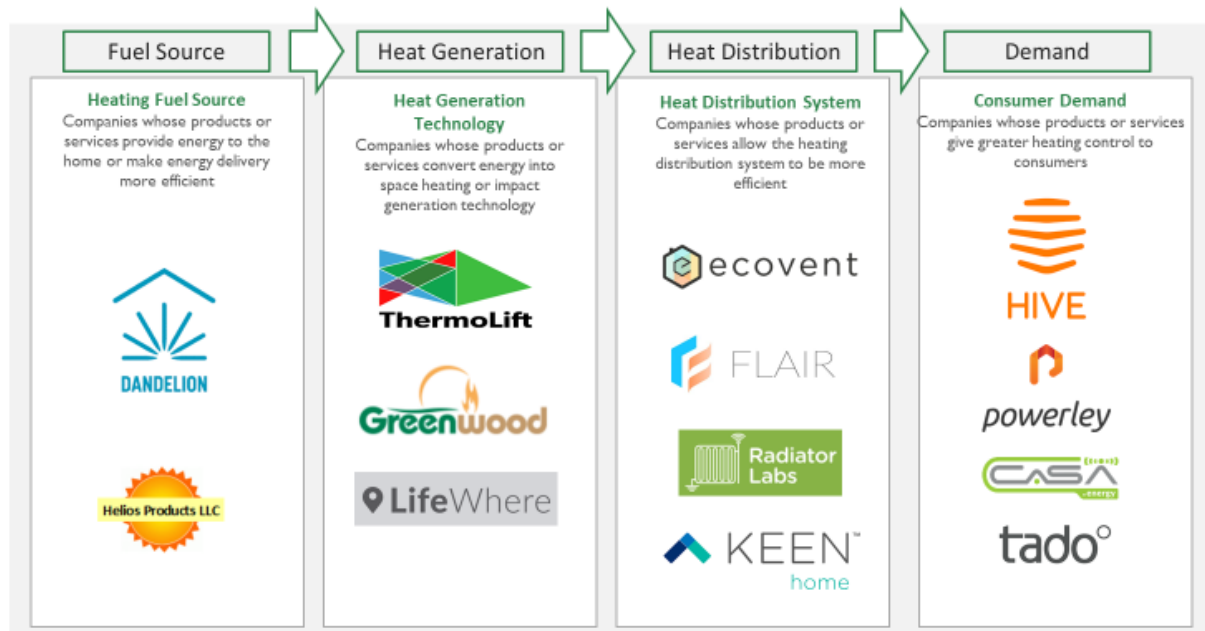 Fuel Source
Heat Generation
Heat Distribution
Demand
Heating Fuel Source
Companies whose products or
services provide energy to the
home or make energy delivery
more efficient
DANDELION
Helios Products LLC
Heat Generation
Technology
Companies whose products or
services convert energy into
space heating or impact
generation technology
ThermoLift
Greenwood
LifeWhere
Heat Distribution System
Companies whose products or
services allow the heating
distribution system to be more
efficient
e
ecovent
FLAIR
Radiator
Labs
KEEN™
home
Consumer Demand
Companies whose products or services
give greater heating control to
consumers
HIVE
powerley
CASA
.energy
tado°